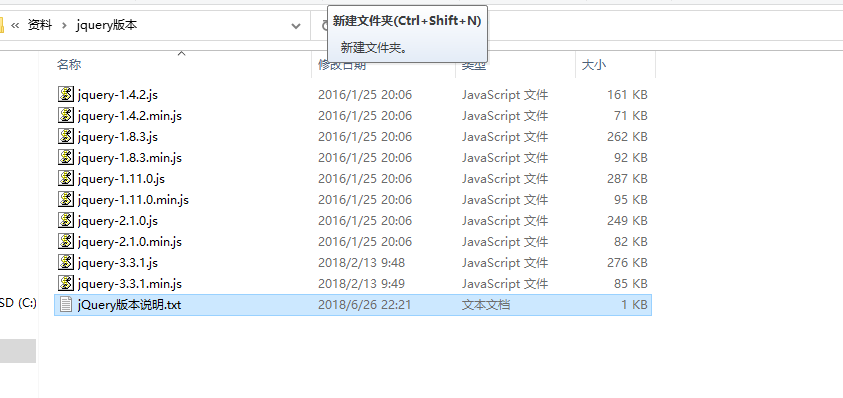 « 资料 › jquery版本
新建文件夹(Ctrl+Shift+N)
新建文件夹。
名称 修改日期 类型 大小
jquery-1.4.2.js 2016/1/25 20:06 JavaScript 文件 161 KB
jquery-1.4.2.min.js 2016/1/25 20:06 JavaScript 文件 71 KB
jquery-1.8.3.js 2016/1/25 20:06 JavaScript 文件 262 KB
jquery-1.8.3.min.js 2016/1/25 20:06 JavaScript 文件 92 KB
jquery-1.11.0.js 2016/1/25 20:06 JavaScript 文件 287 KB
jquery-1.11.0.min.js 2016/1/25 20:06 JavaScript 文件 95 KB
jquery-2.1.0.js 2016/1/25 20:06 JavaScript 文件 249 KB
jquery-2.1.0.min.js 2016/1/25 20:06 JavaScript 文件 82 KB
jquery-3.3.1.js 2018/2/13 9:48 JavaScript 文件 276 KB
jquery-3.3.1.min.js 2018/2/13 9:49 JavaScript 文件 85 KB
SD (C:)
jQuery版本说明.txt 2018/6/26 22:21 文本文档 1 KB